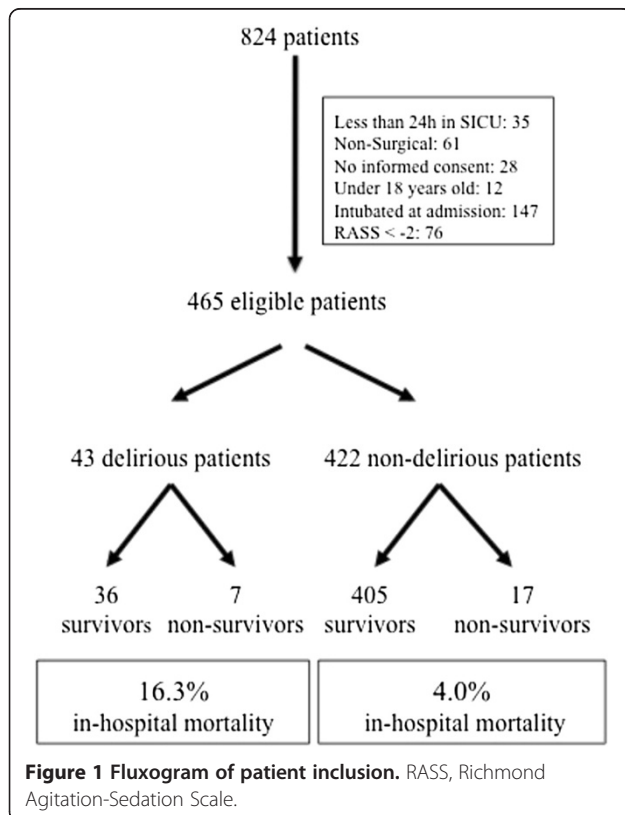 824 patients
Less than 24h in SICU: 35
Non-Surgical: 61
No informed consent: 28
Under 18 years old: 12
Intubated at admission: 147
RASS < -2: 76
465 eligible patients
43 delirious patients
422 non-delirious patients
36 survivors
7 non-survivors
405 survivors
17 non-survivors
16.3%
in-hospital mortality
4.0%
in-hospital mortality
Figure 1 Fluxogram of patient inclusion. RASS, Richmond
Agitation-Sedation Scale.